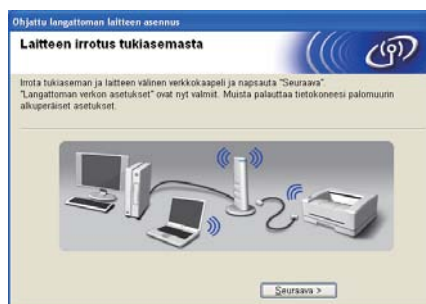 Ohjattu langattoman laitteen asennus
Laitteen irrotus tukiasemasta
Irrota tukiaseman ja laitteen välinen verkkokaapeli ja napsauta "Seuraava".
"Langattoman verkon asetukset" ovat nyt valmiit. Muista palauttaa tietokoneesi palomuurin
alkuperäiset asetukset.
Seuraava >